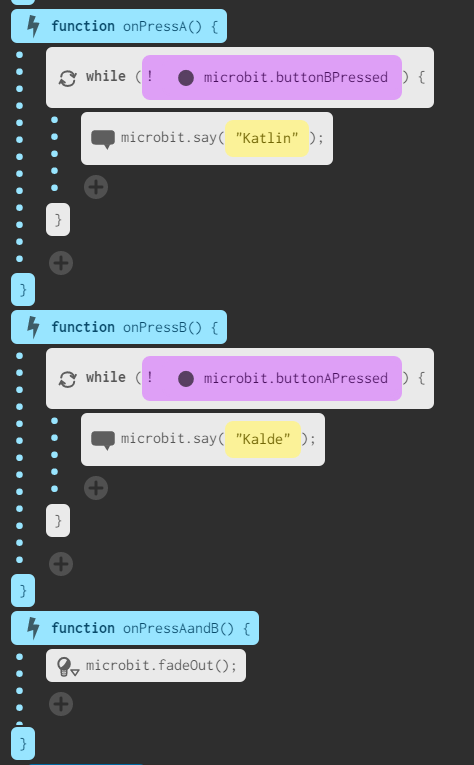 function onPressA() {
while (! microbit.buttonBPressed) {
microbit.say("Katlin");
}
}
function onPressB() {
while (! microbit.buttonAPressed) {
microbit.say("Kalde");
}
}
function onPressAandB() {
microbit.fadeOut();
}